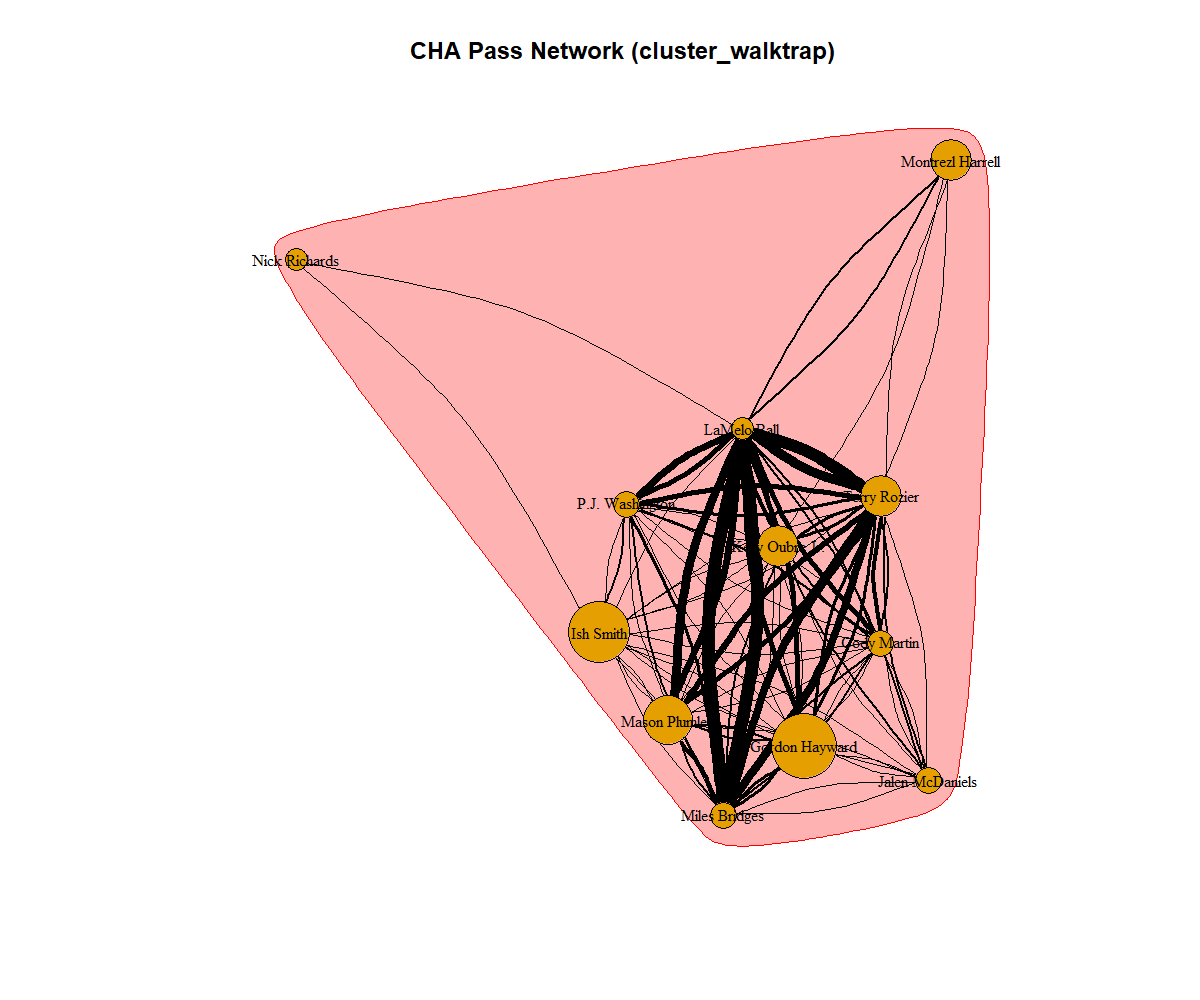 CHA Pass Network (cluster_walktrap)
Montrezl Harrell
Nick Richards
LaMelo Ball
Terry Rozier
P.J. Washington
Kelly Oubre Jr.
Ish Smith
Cody Martin
Mason Plumlee
Gordon Hayward
Jalen McDaniels
Miles Bridges